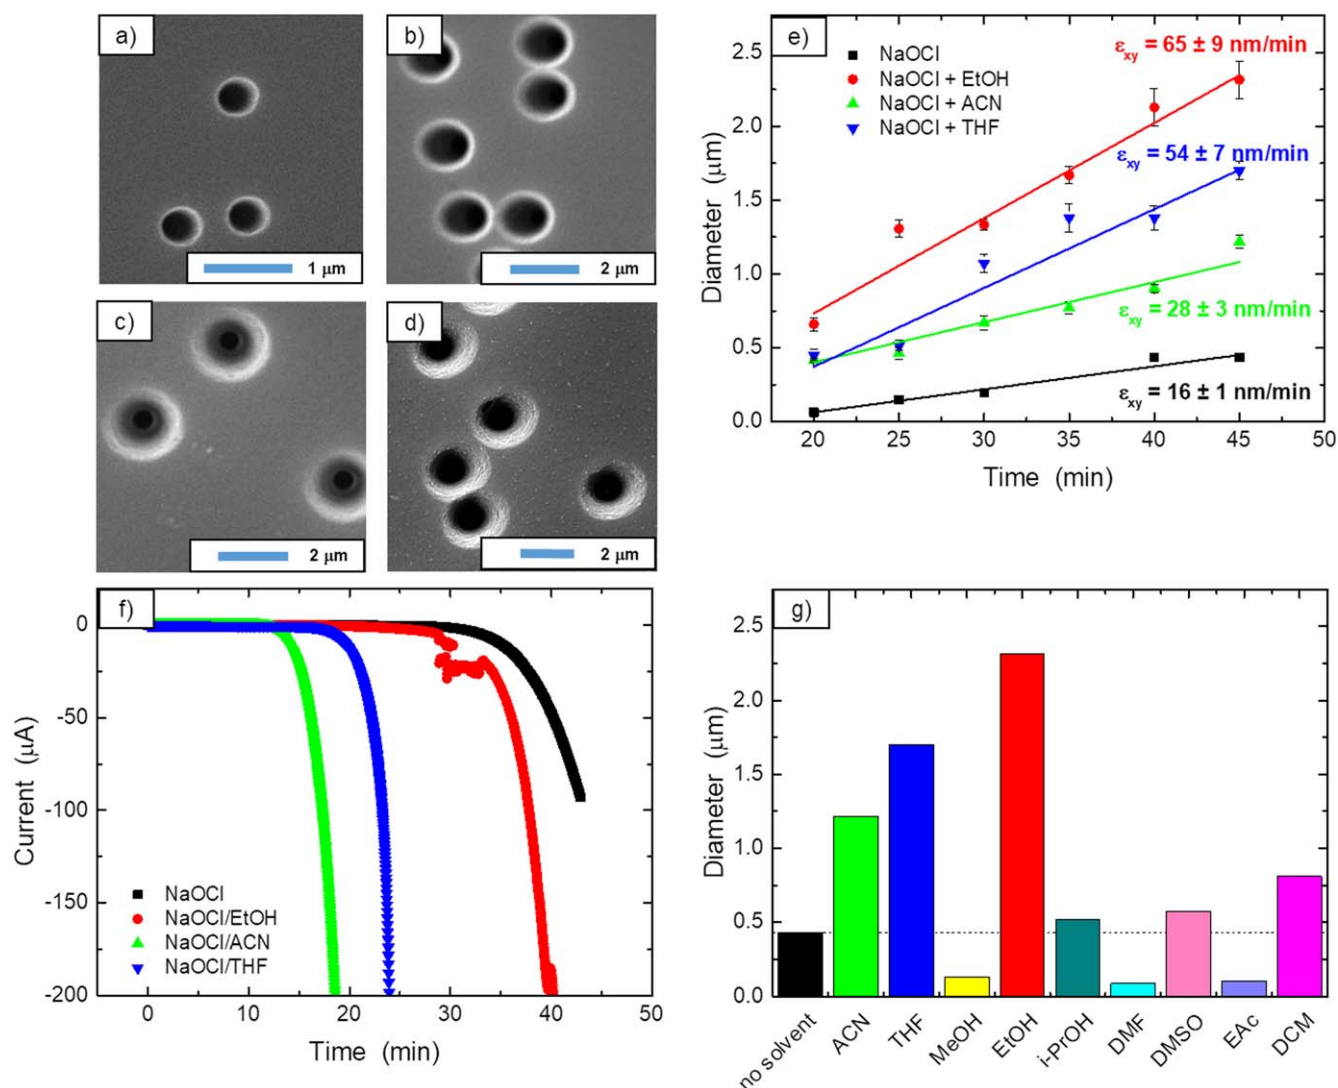 a)
1 μm
b)
2 μm
c)
2 μm
d)
2 μm
e)
NaOCl
NaOCl + EtOH
NaOCl + ACN
NaOCl + THF
εxy = 65 ± 9 nm/min
εxy = 54 ± 7 nm/min
εxy = 28 ± 3 nm/min
εxy = 16 ± 1 nm/min
2.5
2.0
1.5
1.0
0.5
0.0
Diameter (μm)
20 25 30 35 40 45 50
Time (min)
f)
0
-50
-100
-150
-200
Current (μA)
NaOCl
NaOCl/EtOH
NaOCl/ACN
NaOCl/THF
0 10 20 30 40 50
Time (min)
g)
2.5
2.0
1.5
1.0
0.5
0.0
Diameter (μm)
no solvent
ACN
THF
MeOH
EtOH
i-PrOH
DMF
DMSO
EAc
DCM